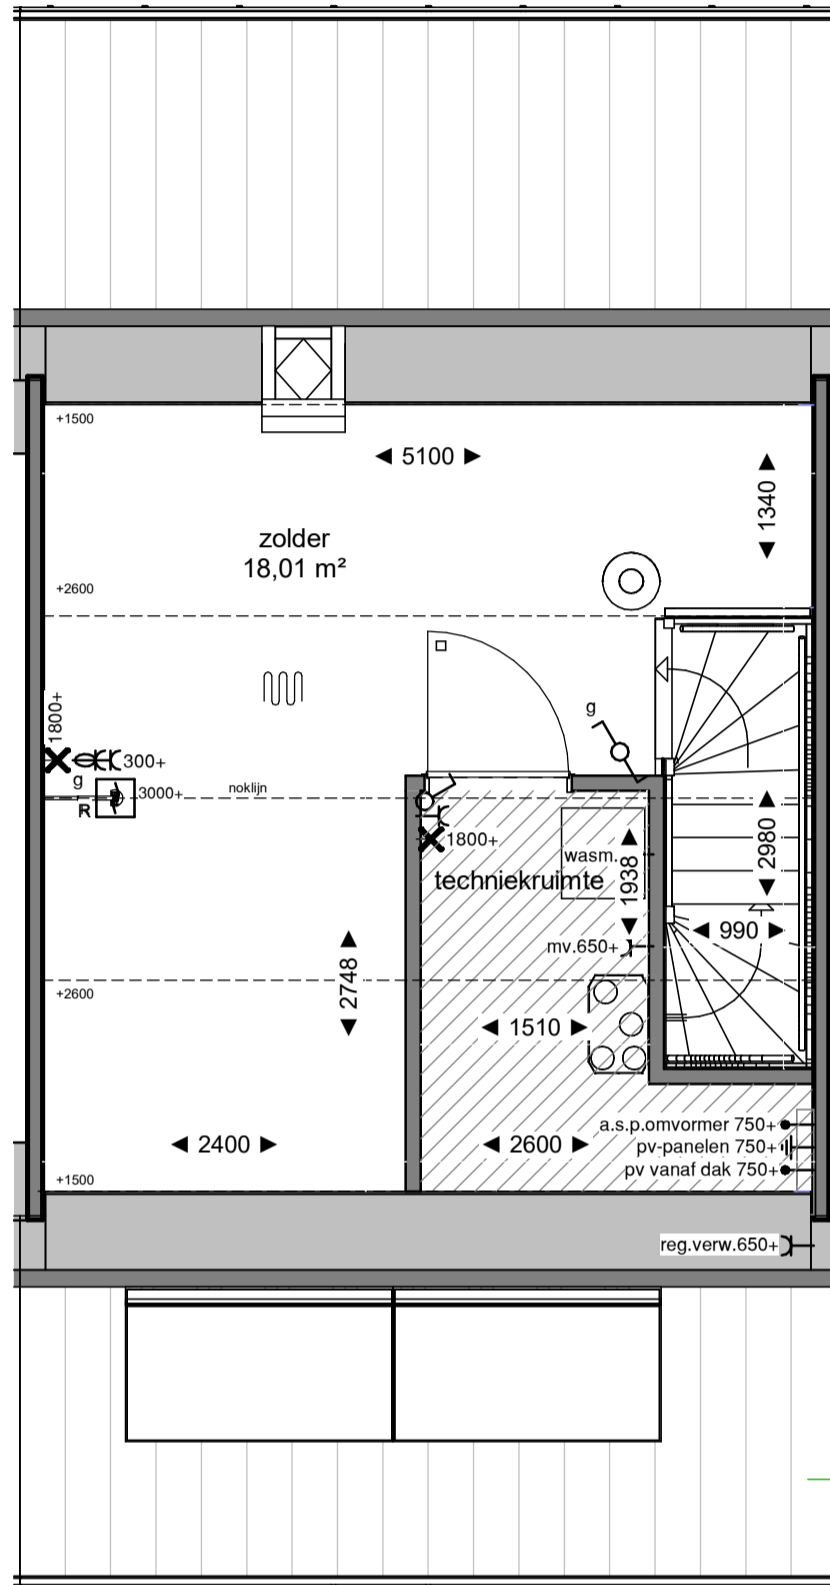 +1500
5100
1340
zolder
18,01 m²
+2600
1800+
g
300+
g
3000+
R
noklijn
1800+
wasm.
techniekruimte
1938
2980
990
mv.650+
2748
+2600
1510
a.s.p.omvormer 750+
2400
2600
pv-panelen 750+
pv vanaf dak 750+
+1500
reg.verw.650+